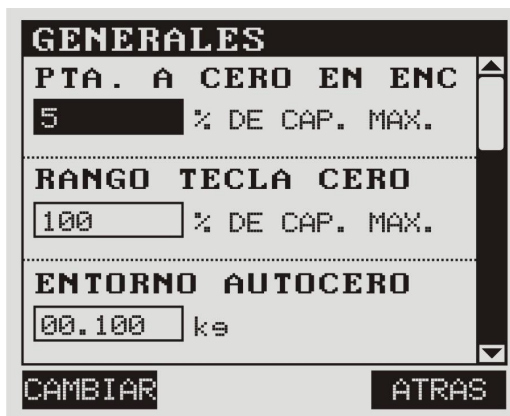 GENERALES
PTA. A CERO EN ENC
5 % DE CAP. MAX.
RANGO TECLA CERO
100 % DE CAP. MAX.
ENTORNO AUTOCERO
00.100 kg
CAMBIAR ATRAS